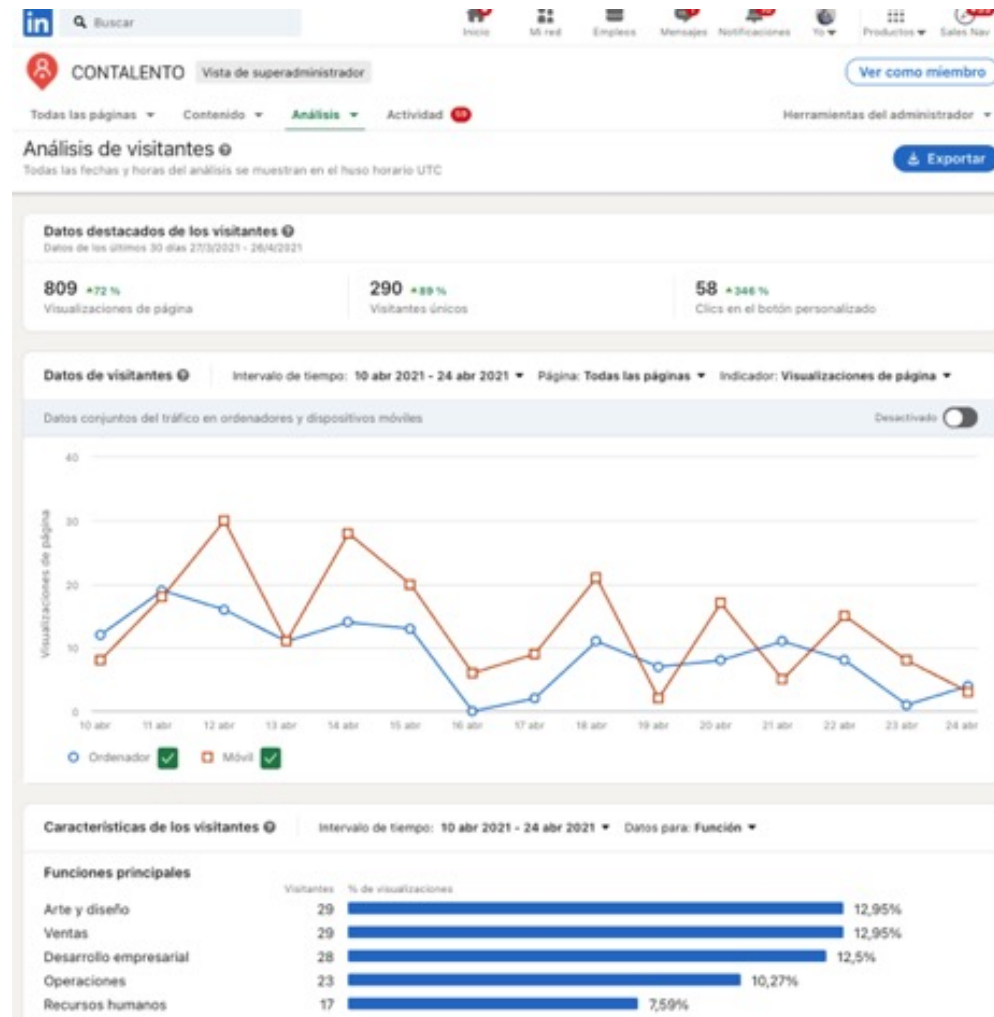 in Buscar
Inicio Mi red Empleos Mensajes Notificaciones Yo Productos Sales Nav
CONTALENTO Vista de superadministrador Ver como miembro
Todas las páginas Contenido Análisis Actividad Herramientas del administrador
Análisis de visitantes
Exportar
Todas las fechas y horas del análisis se muestran en el huso horario UTC
Datos destacados de los visitantes
Datos de los últimos 30 días 27/3/2021 - 26/4/2021
809 72 % 290 89 % 58 346 %
Visualizaciones de página Visitantes únicos Clics en el botón personalizado
Datos de visitantes Intervalo de tiempo: 10 abr 2021 - 24 abr 2021 Página: Todas las páginas Indicador: Visualizaciones de página
Datos conjuntos del tráfico en ordenadores y dispositivos móviles Desactivado
Visualizaciones de página
40
30
20
10
0
10 abr 11 abr 12 abr 13 abr 14 abr 15 abr 16 abr 17 abr 18 abr 19 abr 20 abr 21 abr 22 abr 23 abr 24 abr
Ordenador Móvil
Características de los visitantes Intervalo de tiempo: 10 abr 2021 - 24 abr 2021 Datos para: Función
Funciones principales
Visitantes % de visualizaciones
Arte y diseño 29 12,95%
Ventas 29 12,95%
Desarrollo empresarial 28 12,5%
Operaciones 23 10,27%
Recursos humanos 17 7,59%